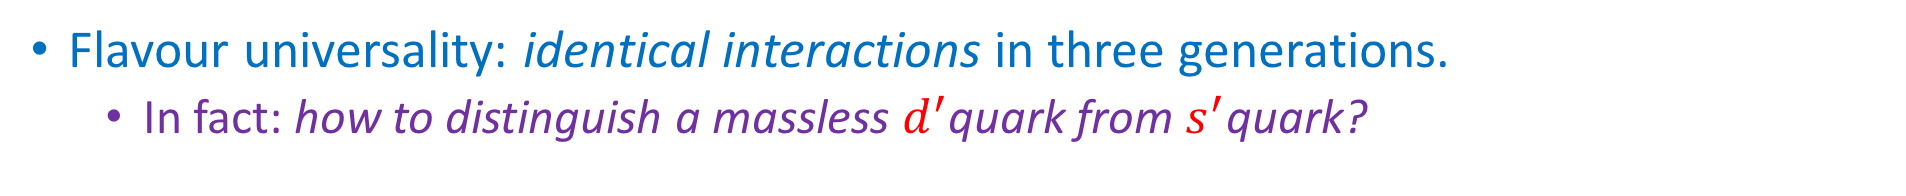 • Flavour universality: identical interactions in three generations.
• In fact: how to distinguish a massless d′ quark from s′ quark?